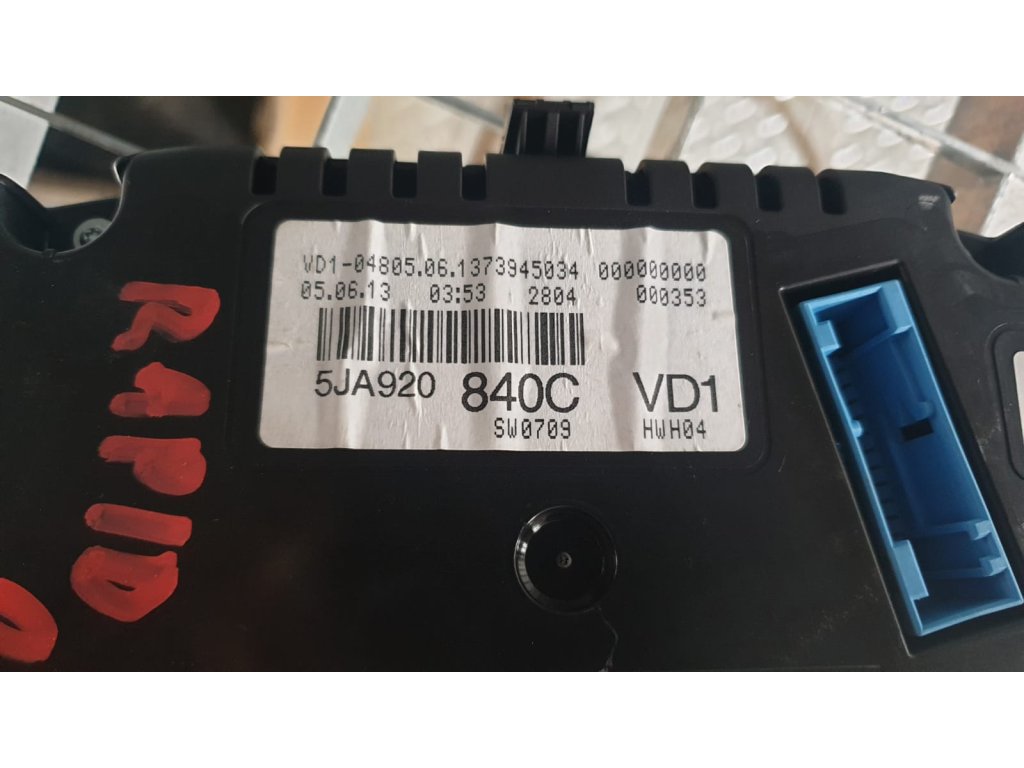 VD1-04805.06.1373945034 000000000
05.06.13 03:53 2804 000353
5JA920 840C VD1
SW0709 HWH04
RAPID